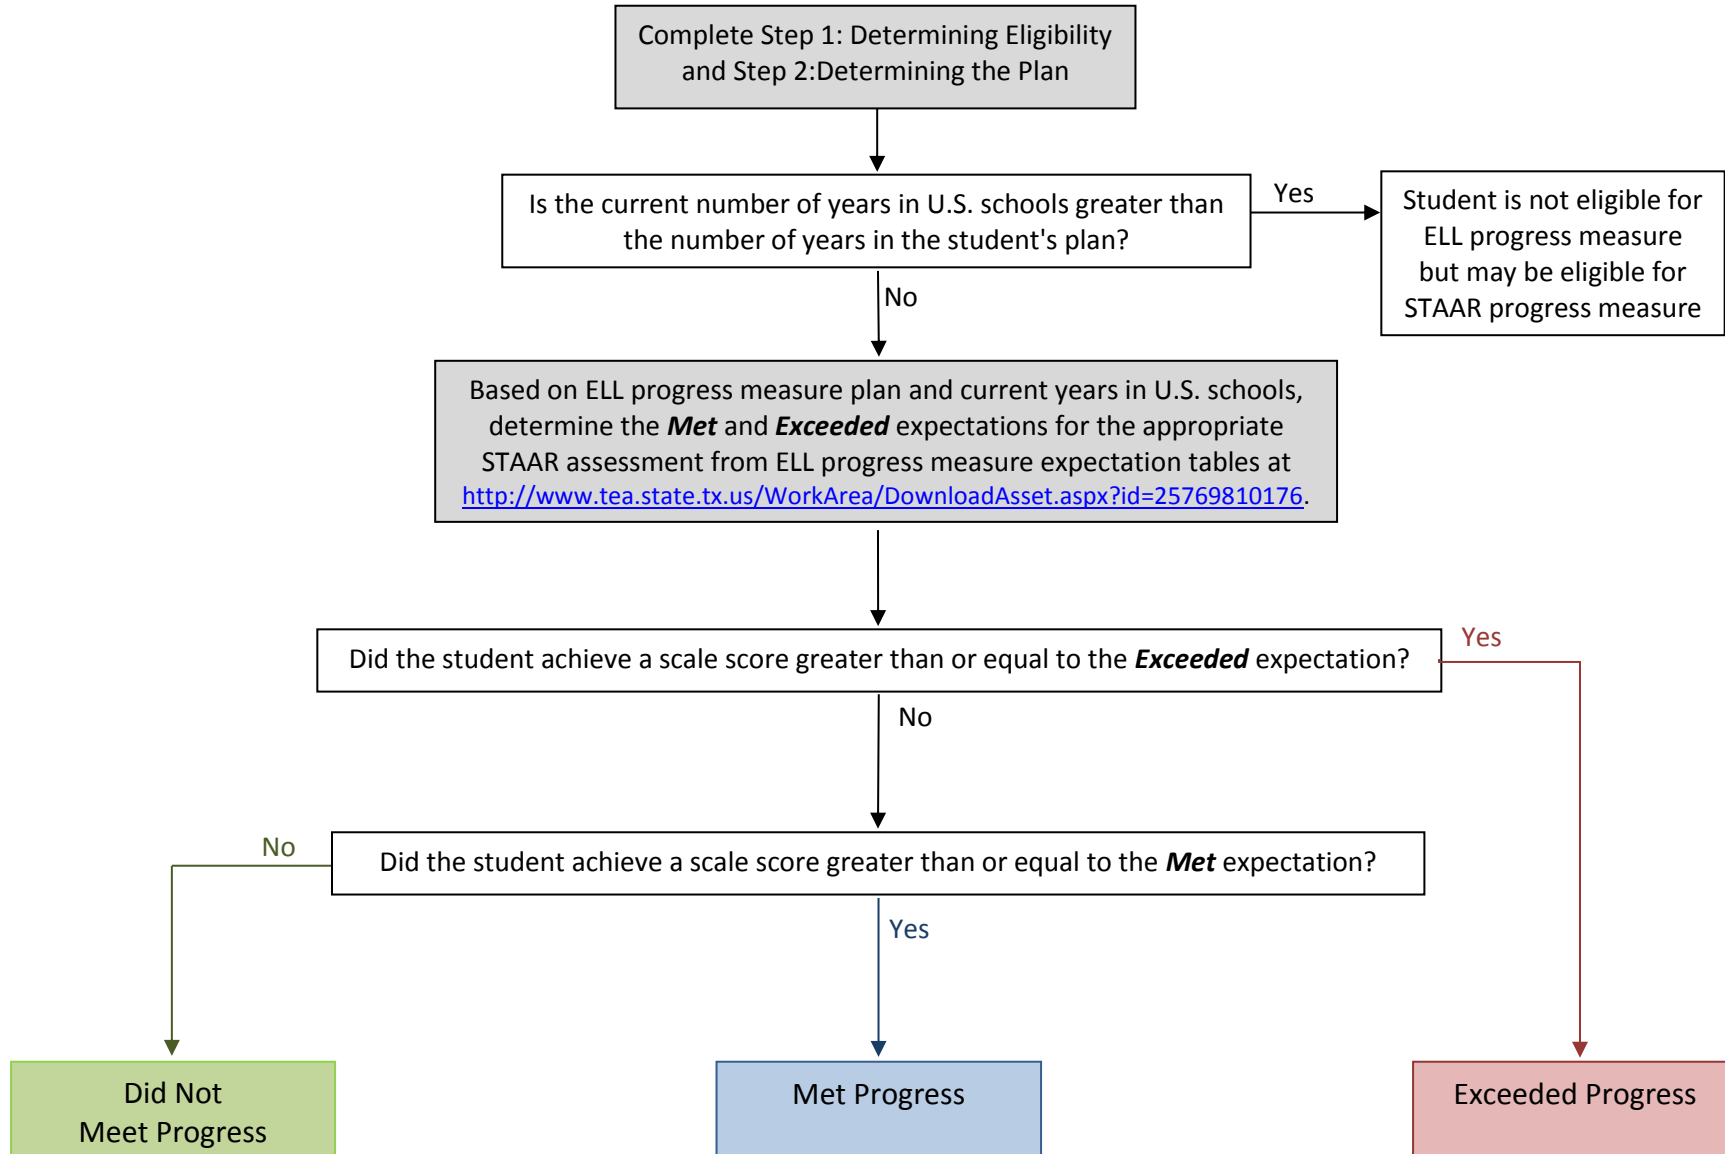 Complete Step 1: Determining Eligibility
and Step 2:Determining the Plan
Is the current number of years in U.S. schools greater than
the number of years in the student's plan?
Yes
Student is not eligible for
ELL progress measure
but may be eligible for
STAAR progress measure
No
Based on ELL progress measure plan and current years in U.S. schools,
determine the Met and Exceeded expectations for the appropriate
STAAR assessment from ELL progress measure expectation tables at
http://www.tea.state.tx.us/WorkArea/DownloadAsset.aspx?id=25769810176.
Did the student achieve a scale score greater than or equal to the Exceeded expectation?
Yes
No
Did the student achieve a scale score greater than or equal to the Met expectation?
No
Yes
Did Not
Meet Progress
Met Progress
Exceeded Progress